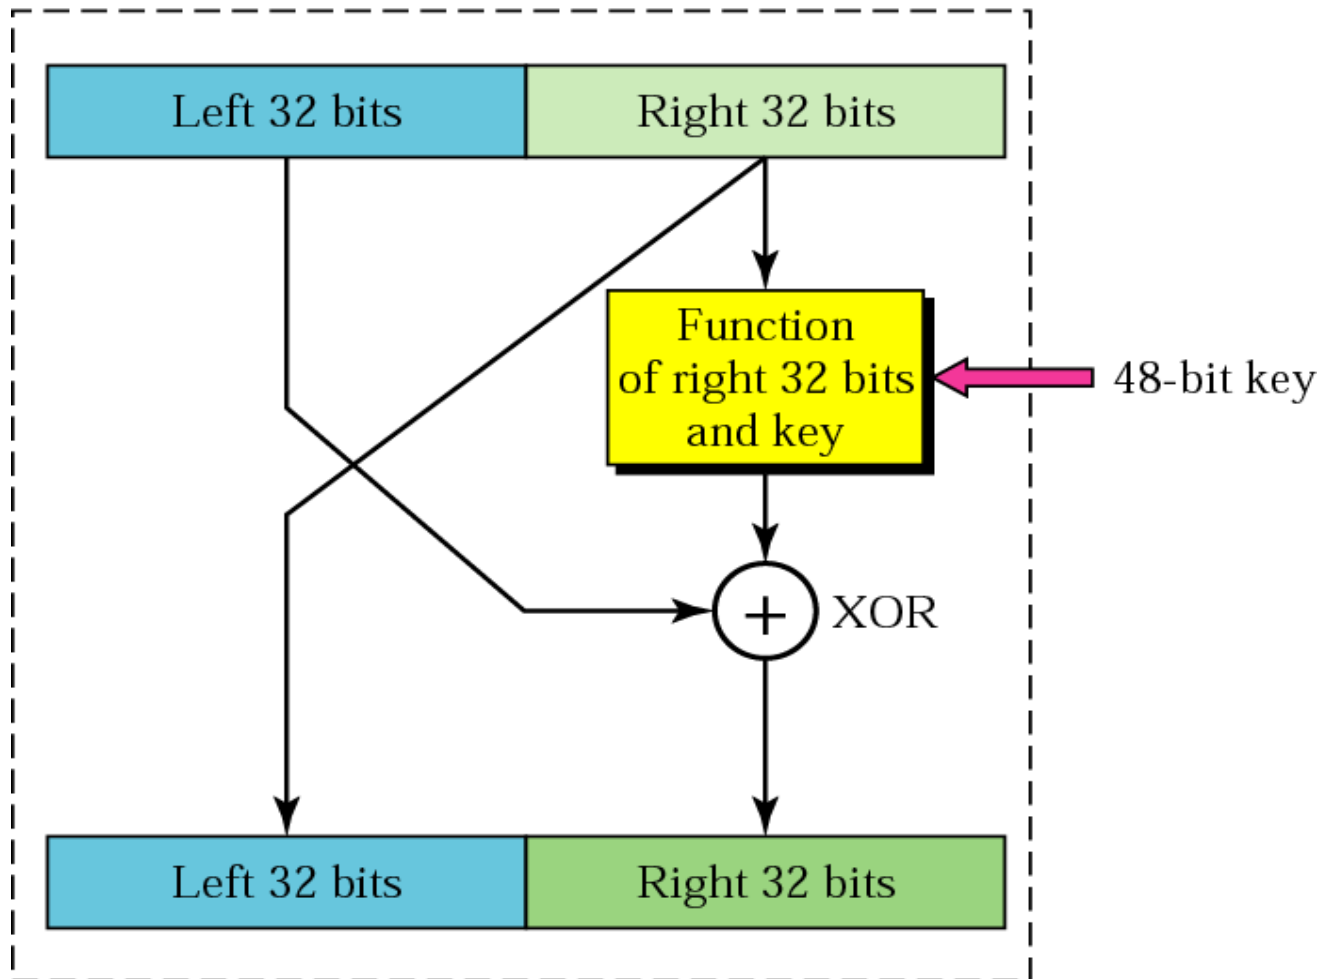 Left 32 bits
Right 32 bits
Function
of right 32 bits
and key
48-bit key
+
XOR
Left 32 bits
Right 32 bits